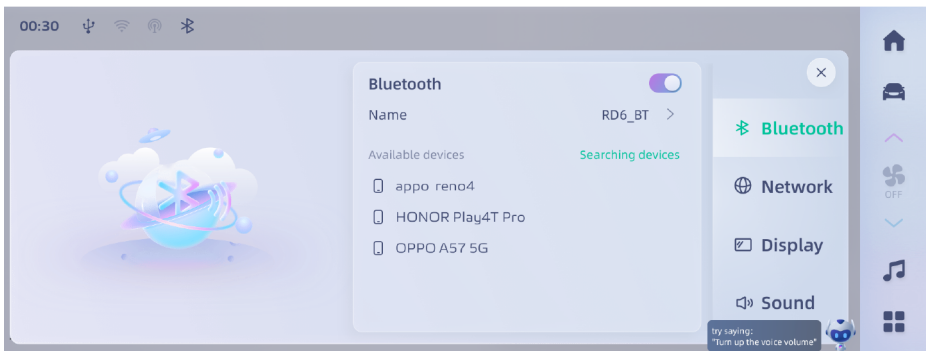 00:30
Bluetooth
Name RD6_BT
Available devices Searching devices
appo reno4
HONOR Play4T Pro
OPPO A57 5G
Bluetooth
Network
Display
Sound
try saying:
"Turn up the voice volume"
OFF